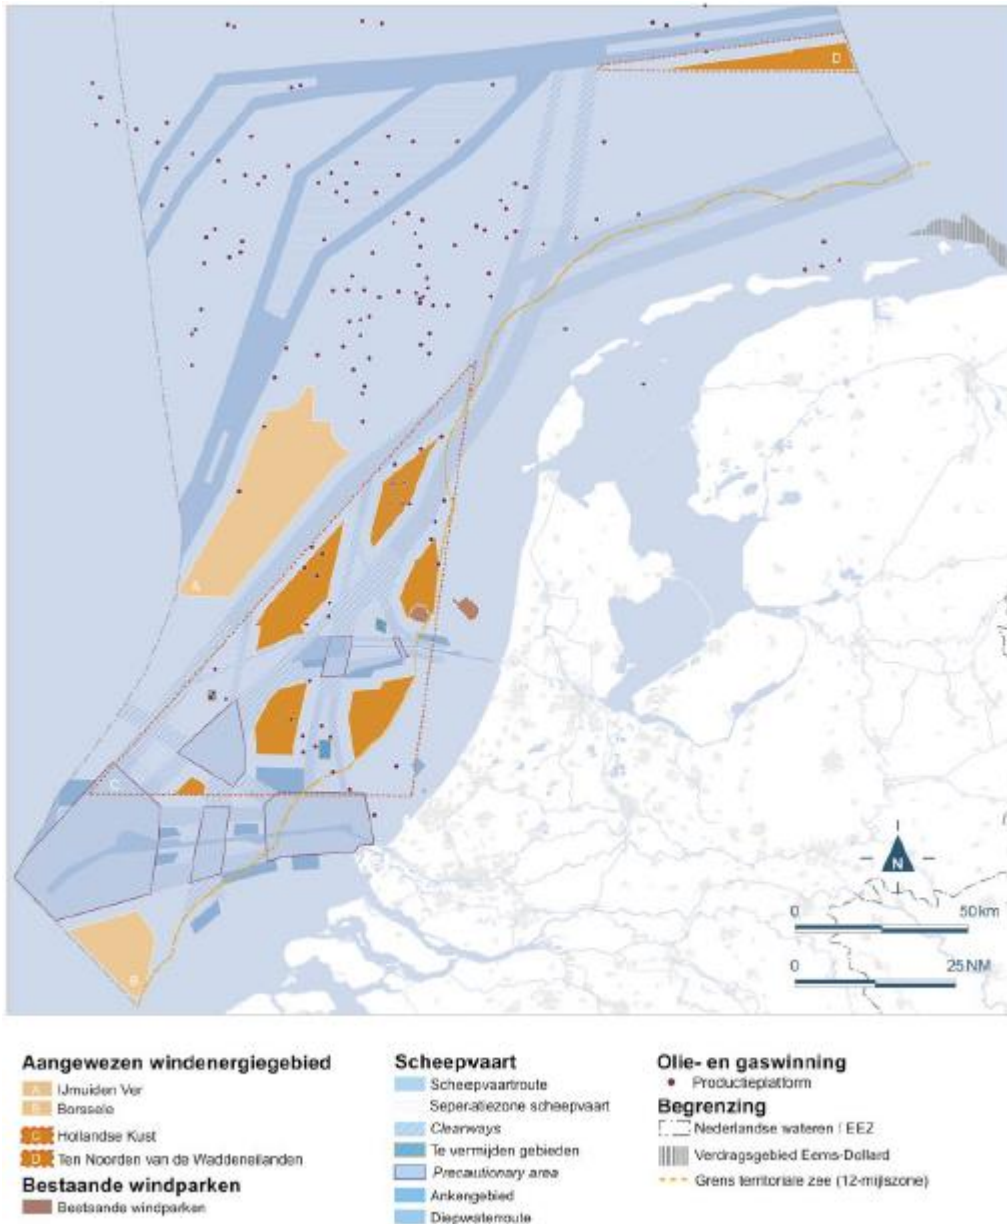 D
A
C
B
N
0 50km
0 25NM
Aangewezen windenergiegebied
A IJmuiden Ver
B Borssele
C Hollandse Kust
D Ten Noorden van de Waddeneilanden
Bestaande windparken
Bestaande windparken
Scheepvaart
Scheepvaartroute
Seperatiezone scheepvaart
Clearways
Te vermijden gebieden
Precautionary area
Ankergebied
Diepwaterroute
Olie- en gaswinning
Productieplatform
Begrenzing
Nederlandse wateren / EEZ
Verdragsgebied Eems-Dollard
Grens territoriale zee (12-mijlszone)